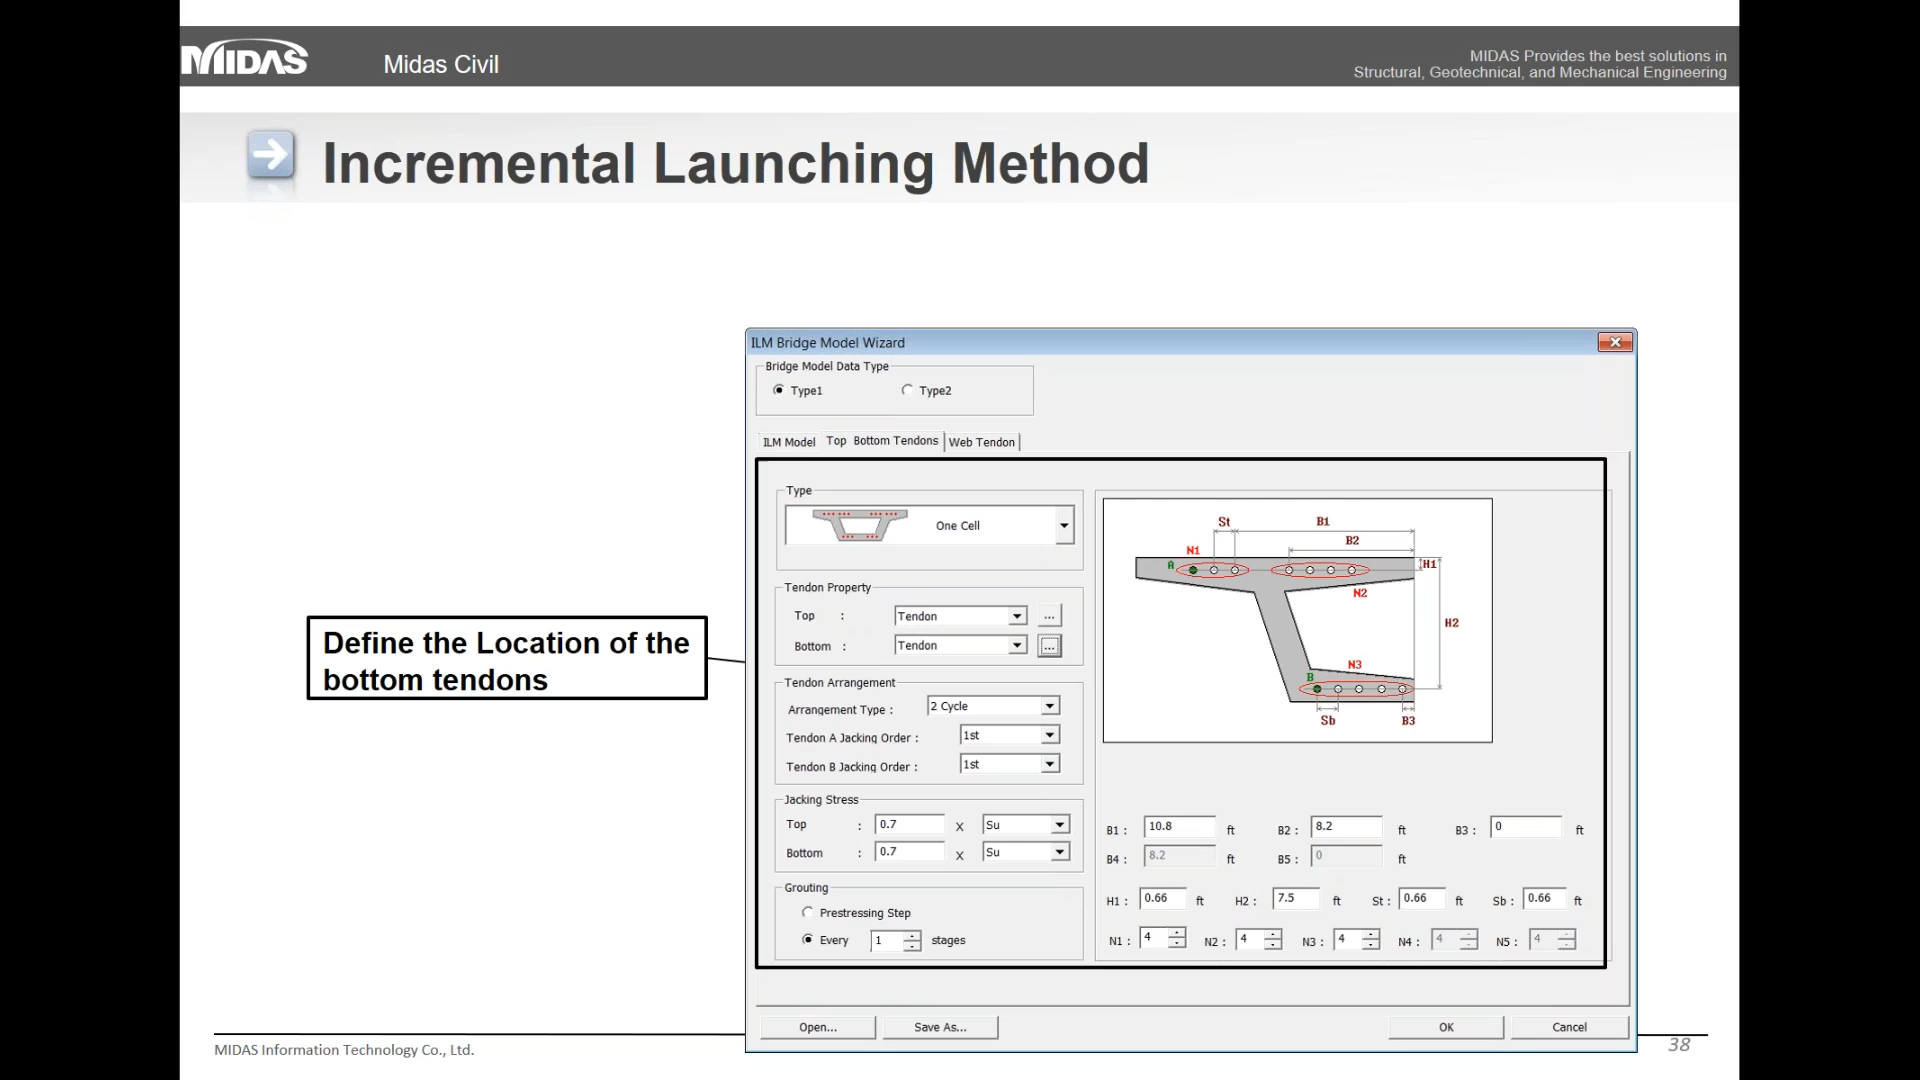 MIDAS
Midas Civil
MIDAS Provides the best solutions in
Structural, Geotechnical, and Mechanical Engineering
Incremental Launching Method
Define the Location of the
bottom tendons
ILM Bridge Model Wizard
Bridge Model Data Type
Type1 Type2
ILM Model Top Bottom Tendons Web Tendon
Type
One Cell
Tendon Property
Top : Tendon ...
Bottom : Tendon ...
Tendon Arrangement
Arrangement Type : 2 Cycle
Tendon A Jacking Order : 1st
Tendon B Jacking Order : 1st
Jacking Stress
Top : 0.7 X Su
Bottom : 0.7 X Su
Grouting
Prestressing Step
Every 1 stages
St B1
B2
N1
A H1
N2
H2
N3
B
Sb B3
B1 : 10.8 ft B2 : 8.2 ft B3 : 0 ft
B4 : 8.2 ft B5 : 0 ft
H1 : 0.66 ft H2 : 7.5 ft St : 0.66 ft Sb : 0.66 ft
N1 : 4 N2 : 4 N3 : 4 N4 : 4 N5 : 4
Open... Save As... OK Cancel
MIDAS Information Technology Co., Ltd.
38